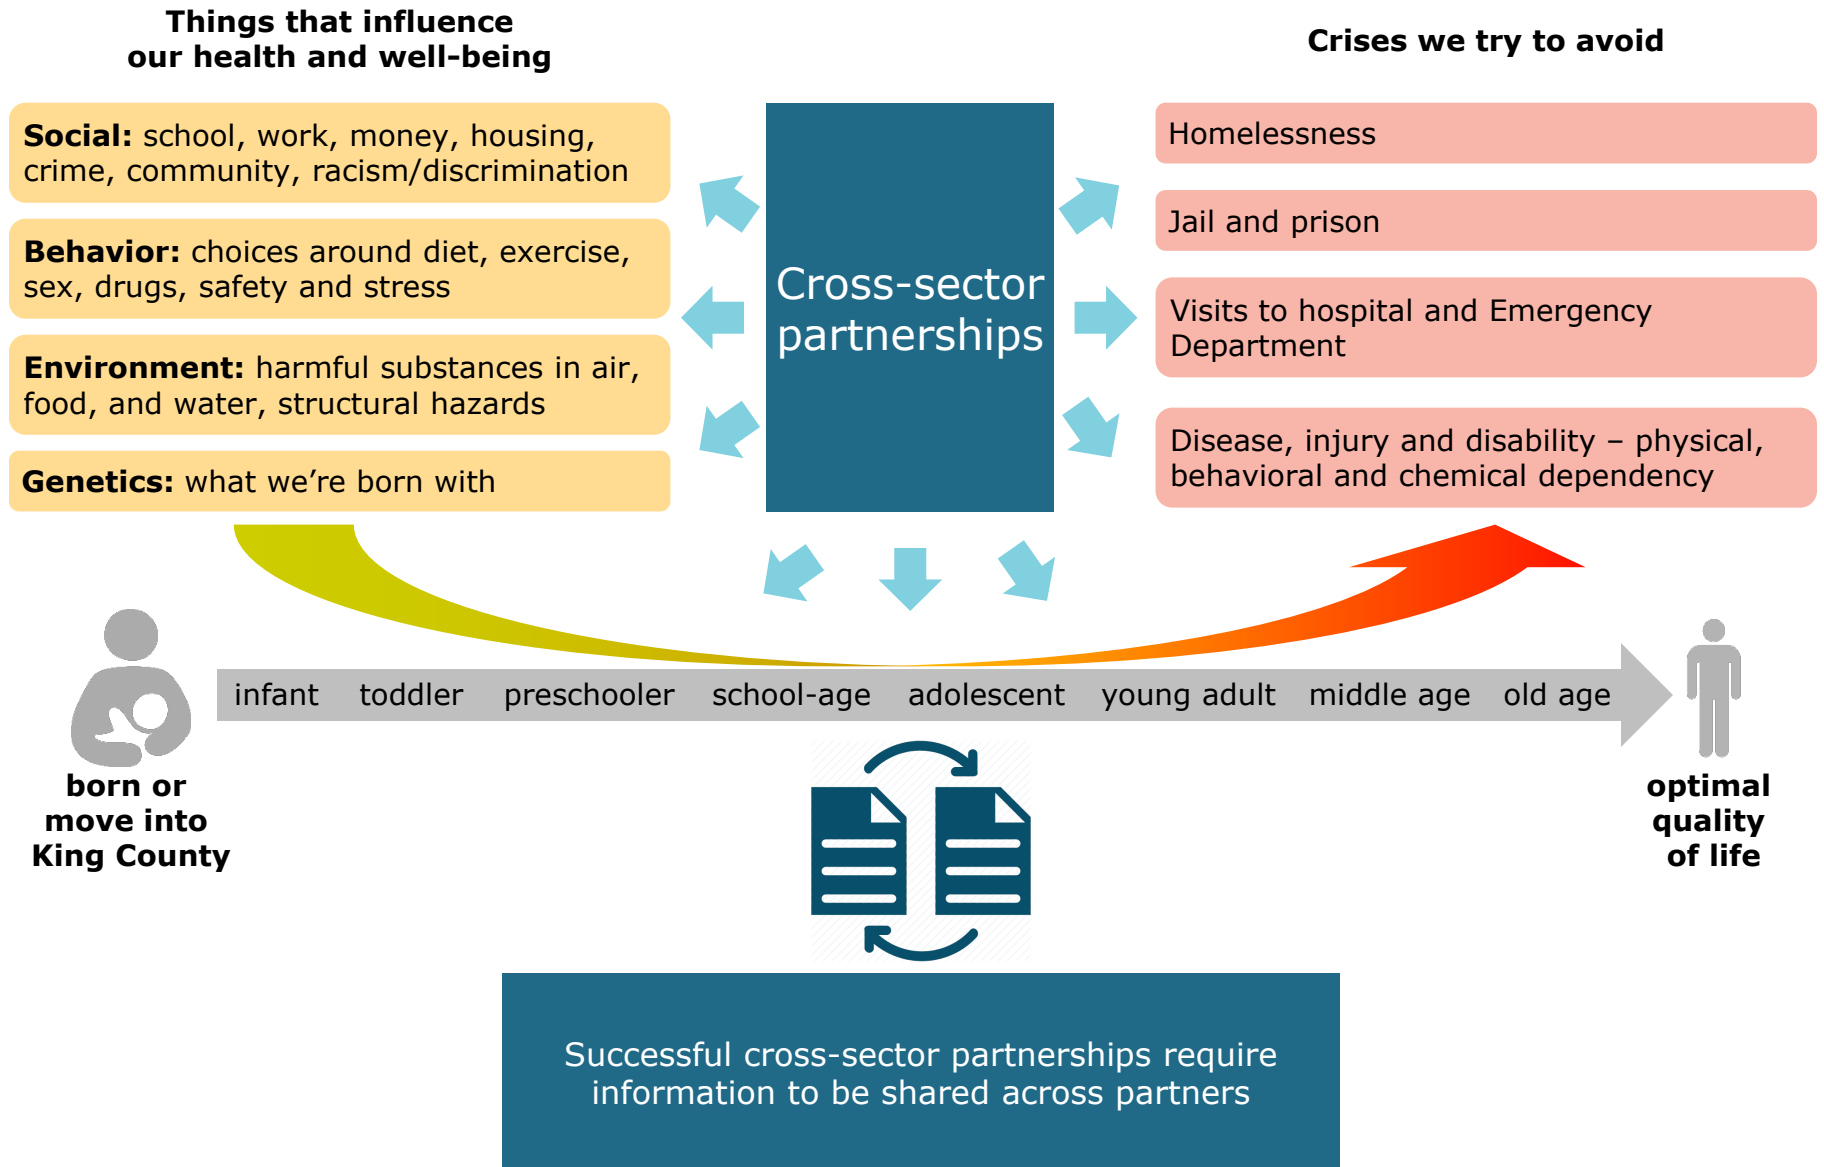 Things that influence
our health and well-being
Social: school, work, money, housing,
crime, community, racism/discrimination
Behavior: choices around diet, exercise,
sex, drugs, safety and stress
Environment: harmful substances in air,
food, and water, structural hazards
Genetics: what we’re born with
Cross-sector
partnerships
Crises we try to avoid
Homelessness
Jail and prison
Visits to hospital and Emergency
Department
Disease, injury and disability – physical,
behavioral and chemical dependency
infant toddler preschooler school-age adolescent young adult middle age old age
born or
move into
King County
optimal
quality
of life
Successful cross-sector partnerships require
information to be shared across partners